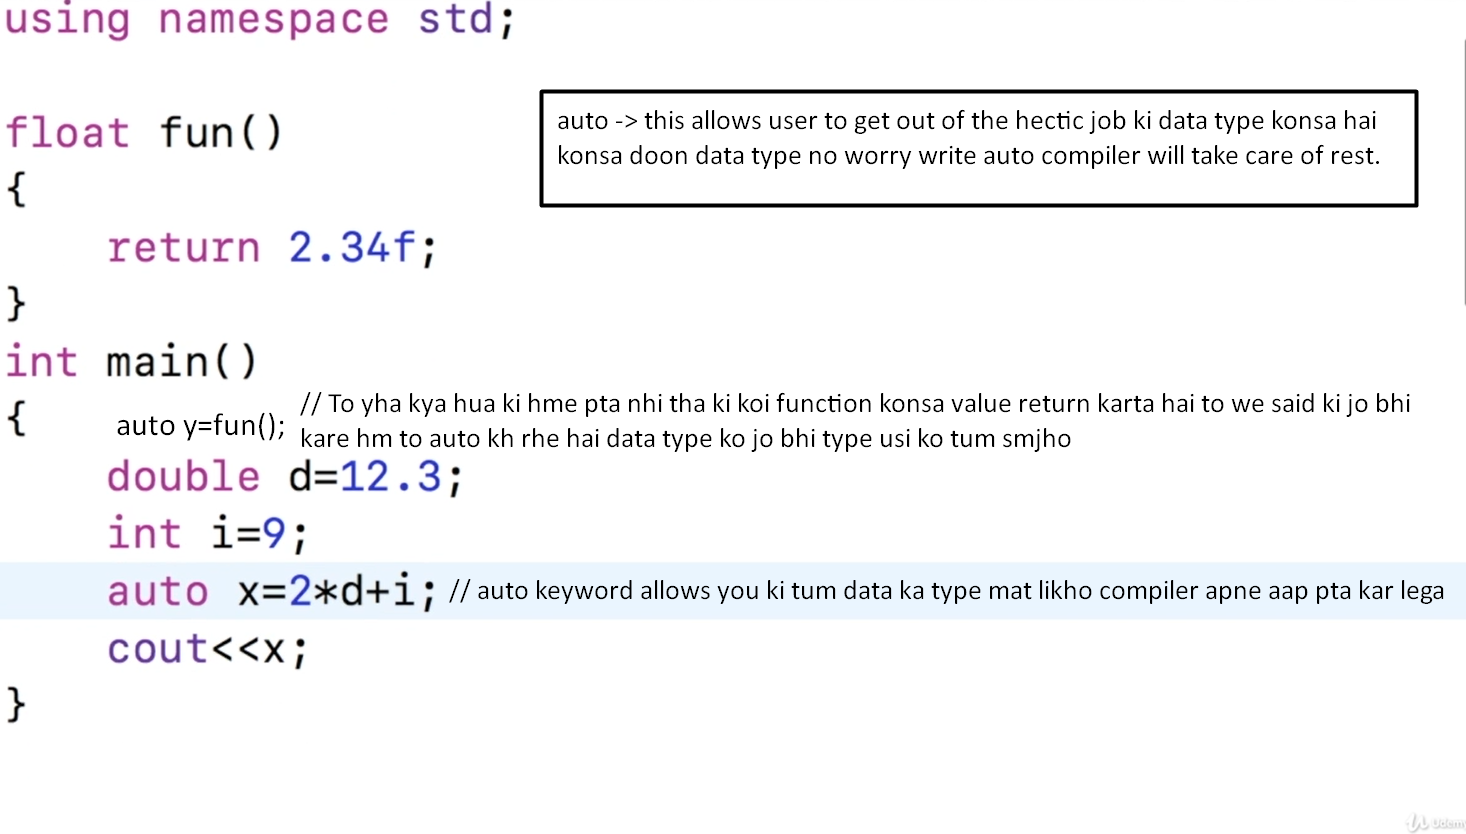 using namespace std;
auto -> this allows user to get out of the hectic job ki data type konsa hai
konsa doon data type no worry write auto compiler will take care of rest.
float fun()
{
return 2.34f;
}
int main()
{
auto y=fun();
// To yha kya hua ki hme pta nhi tha ki koi function konsa value return karta hai to we said ki jo bhi
kare hm to auto kh rhe hai data type ko jo bhi type usi ko tum smjho
double d=12.3;
int i=9;
auto x=2*d+i; // auto keyword allows you ki tum data ka type mat likho compiler apne aap pta kar lega
cout<<x;
}
Udemy